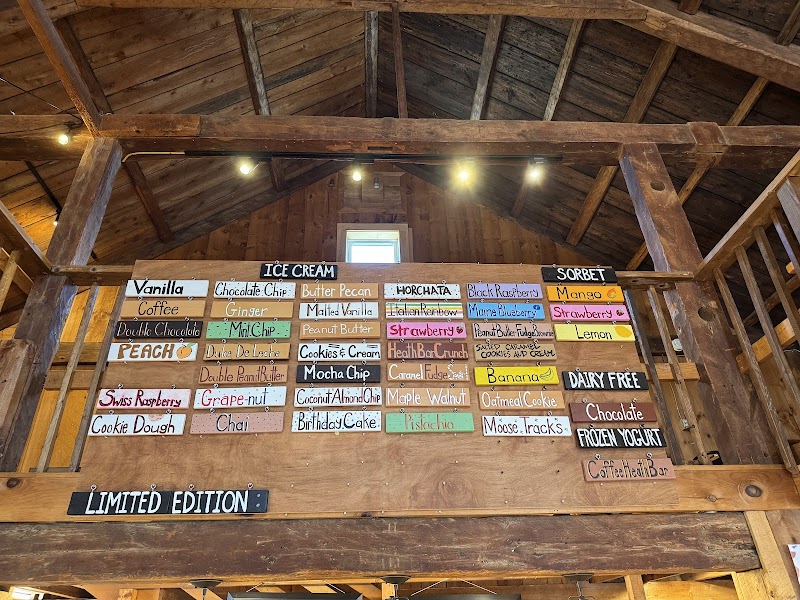 ICE CREAM
Vanilla
Coffee
Double Chocolate
PEACH
Swiss Raspberry
Cookie Dough
Chocolate Chip
Ginger
Mint Chip
Dulce De Leche
Double Peanut Butter
Grape-nut
Chai
Butter Pecan
Malted Vanilla
Peanut Butter
Cookies & Cream
Mocha Chip
Coconut Almond Chip
Birthday Cake
HORCHATA
Italian Rainbow
Strawberry
Heath Bar Crunch
Caramel Fudge Swirl
Maple Walnut
Pistachio
Black Raspberry
Maine Blueberry
Peanut Butter Fudge Brownie
SALTED CARAMEL
COOKIES AND CREAM
Banana
Oatmeal Cookie
Moose Tracks
SORBET
Mango
Strawberry
Lemon
DAIRY FREE
Chocolate
FROZEN YOGURT
Coffee Heath Bar
LIMITED EDITION